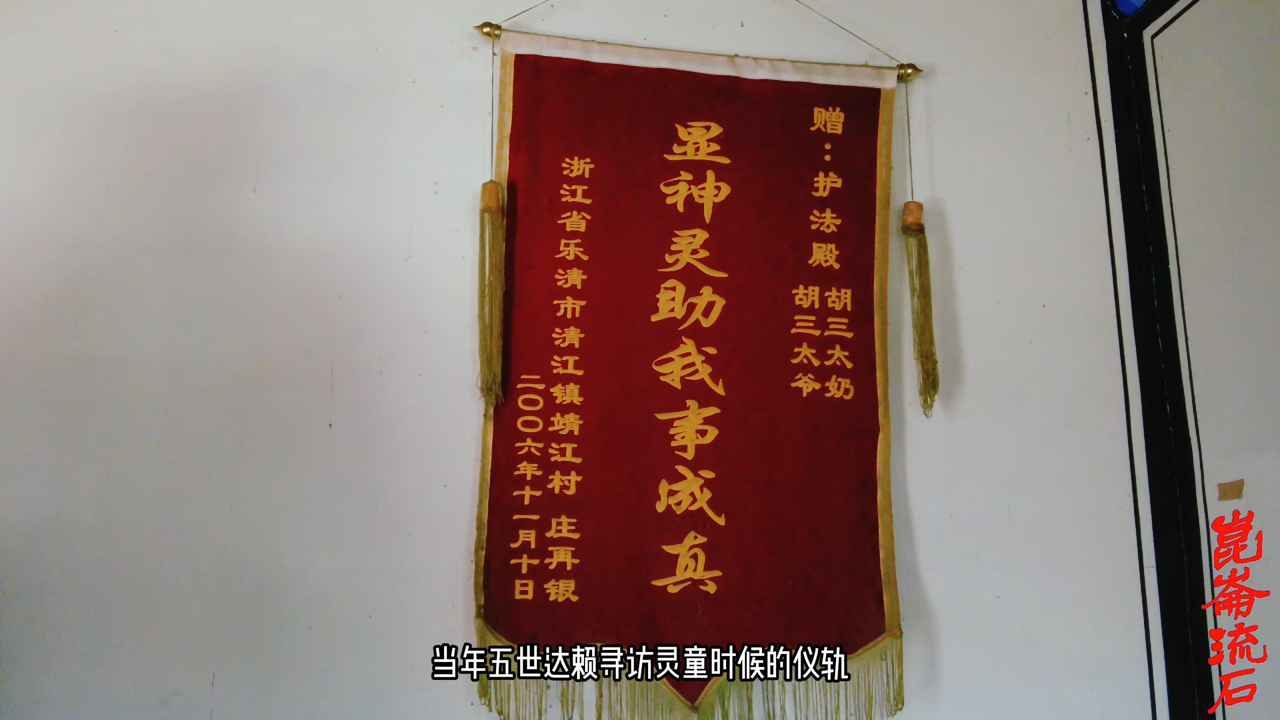 赠：护法殿
胡三太奶
胡三太爷
显神灵助我事成真
浙江省乐清市清江镇靖江村 庄再银
二〇〇六年十一月十日
当年五世达赖寻访灵童时候的仪轨
崑崙流石